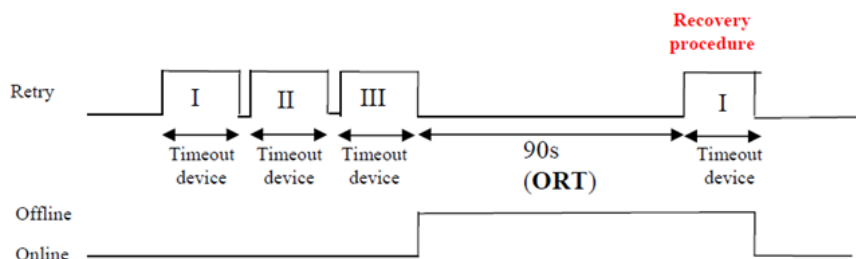 Recovery
procedure
Retry
I
II
III
I
Timeout
device
Timeout
device
Timeout
device
90s
(ORT)
Timeout
device
Offline
Online